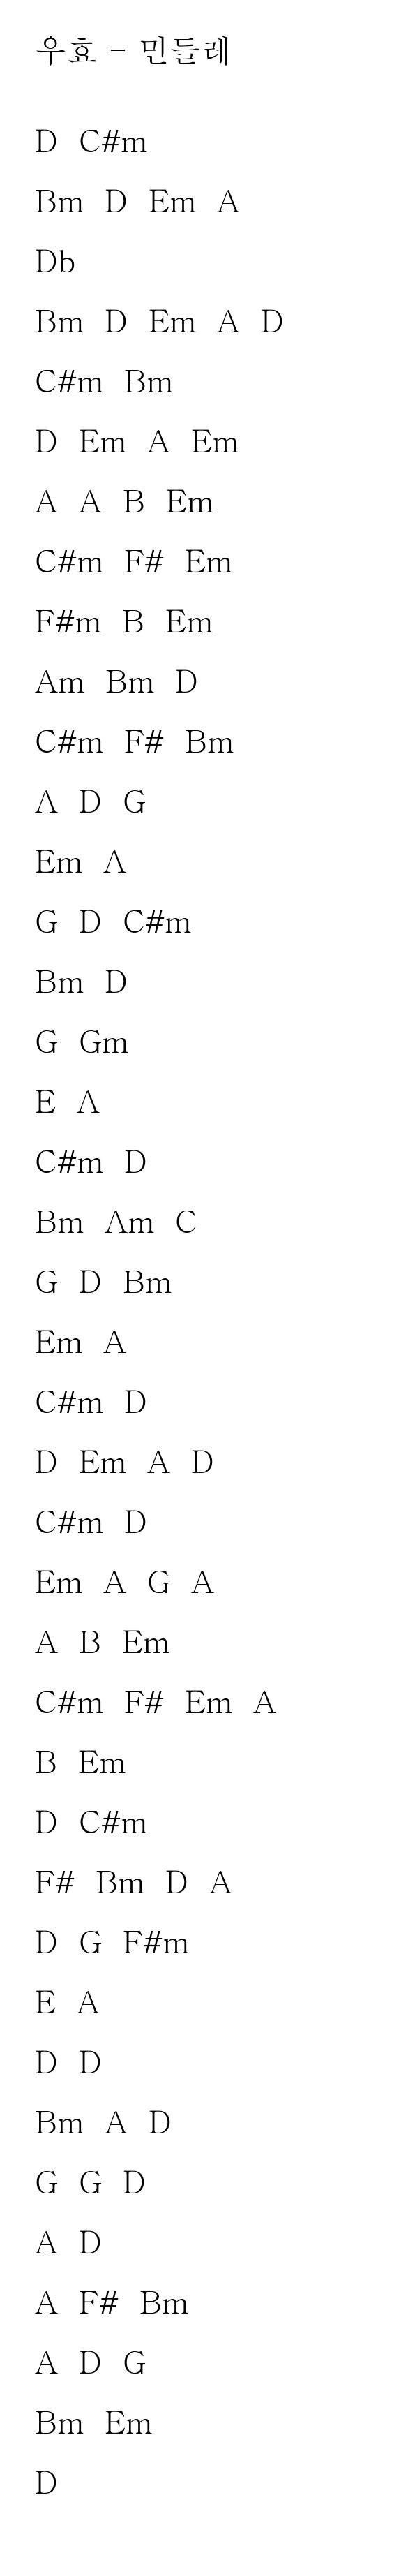 우효 - 민들레
D C#m
Bm D Em A
Db
Bm D Em A D
C#m Bm
D Em A Em
A A B Em
C#m F# Em
F#m B Em
Am Bm D
C#m F# Bm
A D G
Em A
G D C#m
Bm D
G Gm
E A
C#m D
Bm Am C
G D Bm
Em A
C#m D
D Em A D
C#m D
Em A G A
A B Em
C#m F# Em A
B Em
D C#m
F# Bm D A
D G F#m
E A
D D
Bm A D
G G D
A D
A F# Bm
A D G
Bm Em
D